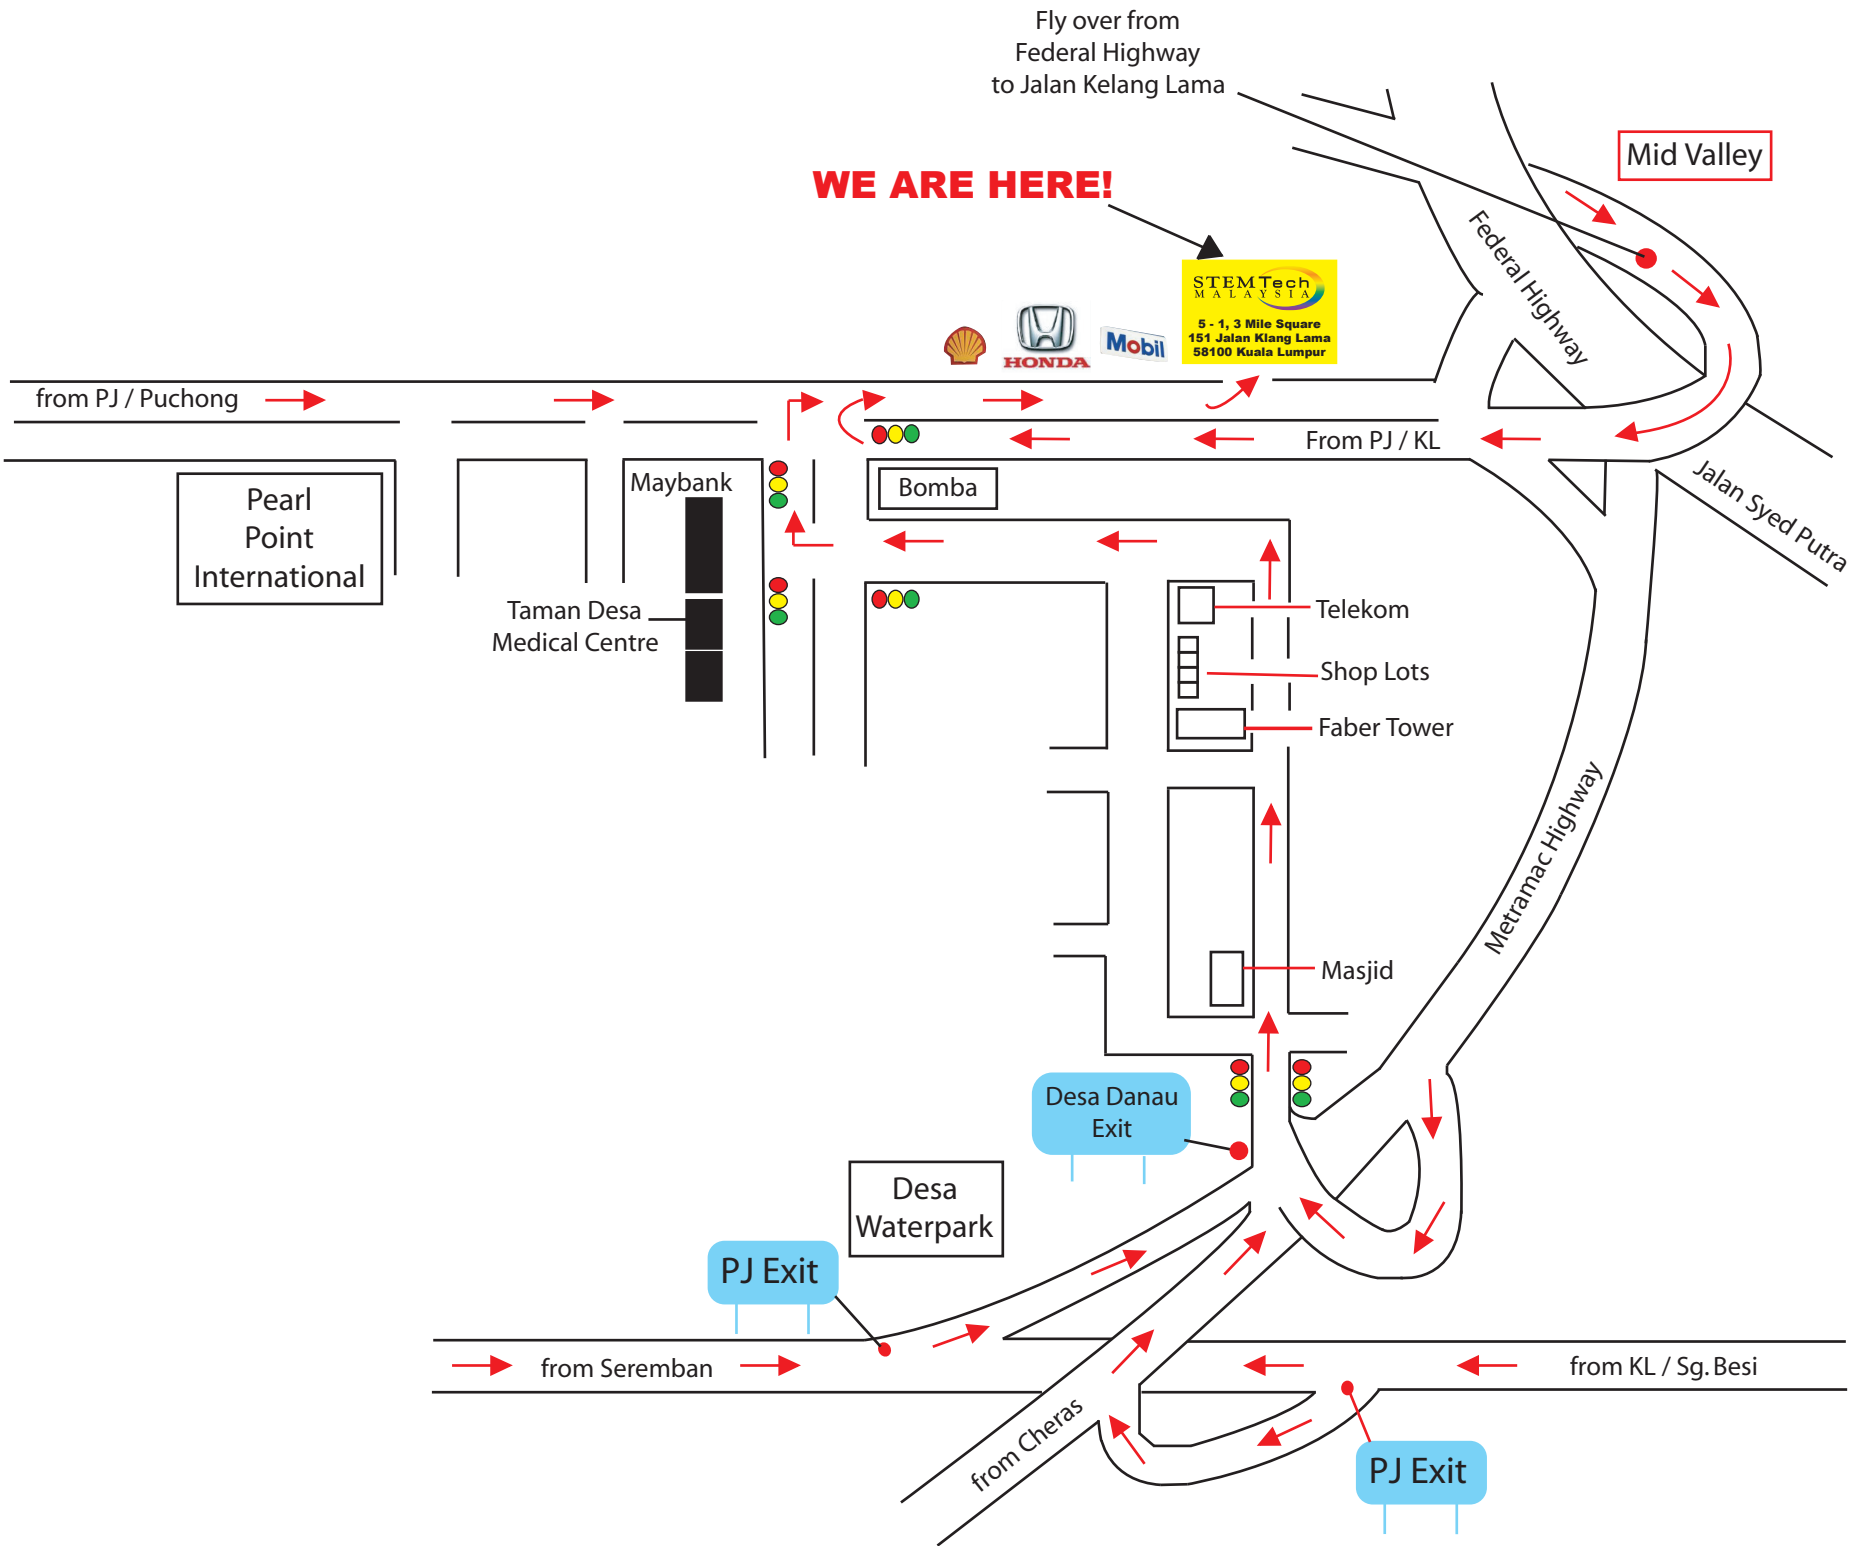 Fly over from
Federal Highway
to Jalan Kelang Lama
Mid Valley
WE ARE HERE!
Federal Highway
STEMTech
MALAYSIA
5 - 1, 3 Mile Square
151 Jalan Klang Lama
58100 Kuala Lumpur
HONDA
Mobil
from PJ / Puchong
From PJ / KL
Jalan Syed Putra
Pearl
Point
International
Maybank
Bomba
Taman Desa
Medical Centre
Telekom
Shop Lots
Faber Tower
Metramac Highway
Masjid
Desa Danau
Exit
Desa
Waterpark
PJ Exit
from Seremban
from KL / Sg. Besi
from Cheras
PJ Exit